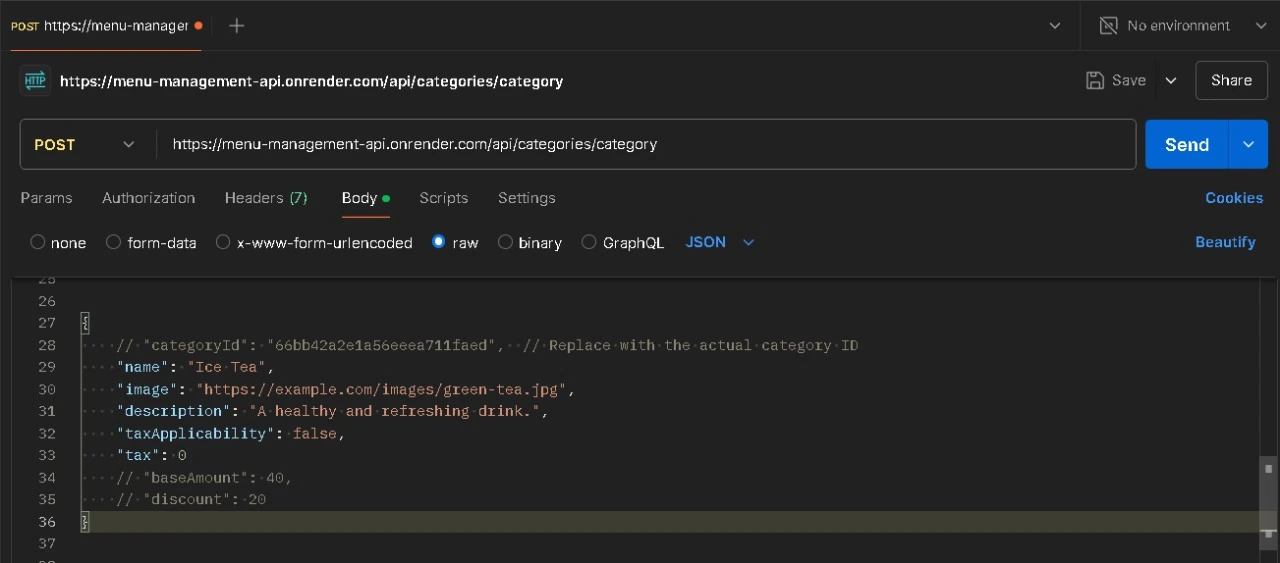 POST https://menu-manager
No environment
HTTP https://menu-management-api.onrender.com/api/categories/category
Save
Share
POST https://menu-management-api.onrender.com/api/categories/category
Send
Params Authorization Headers (7) Body Scripts Settings Cookies
none form-data x-www-form-urlencoded raw binary GraphQL JSON Beautify
25
26
27 {
28 // "categoryId": "66bb42a2e1a56eeea711faed", // Replace with the actual category ID
29 "name": "Ice Tea",
30 "image": "https://example.com/images/green-tea.jpg",
31 "description": "A healthy and refreshing drink.",
32 "taxApplicability": false,
33 "tax": 0
34 // "baseAmount": 40,
35 // "discount": 20
36 }
37